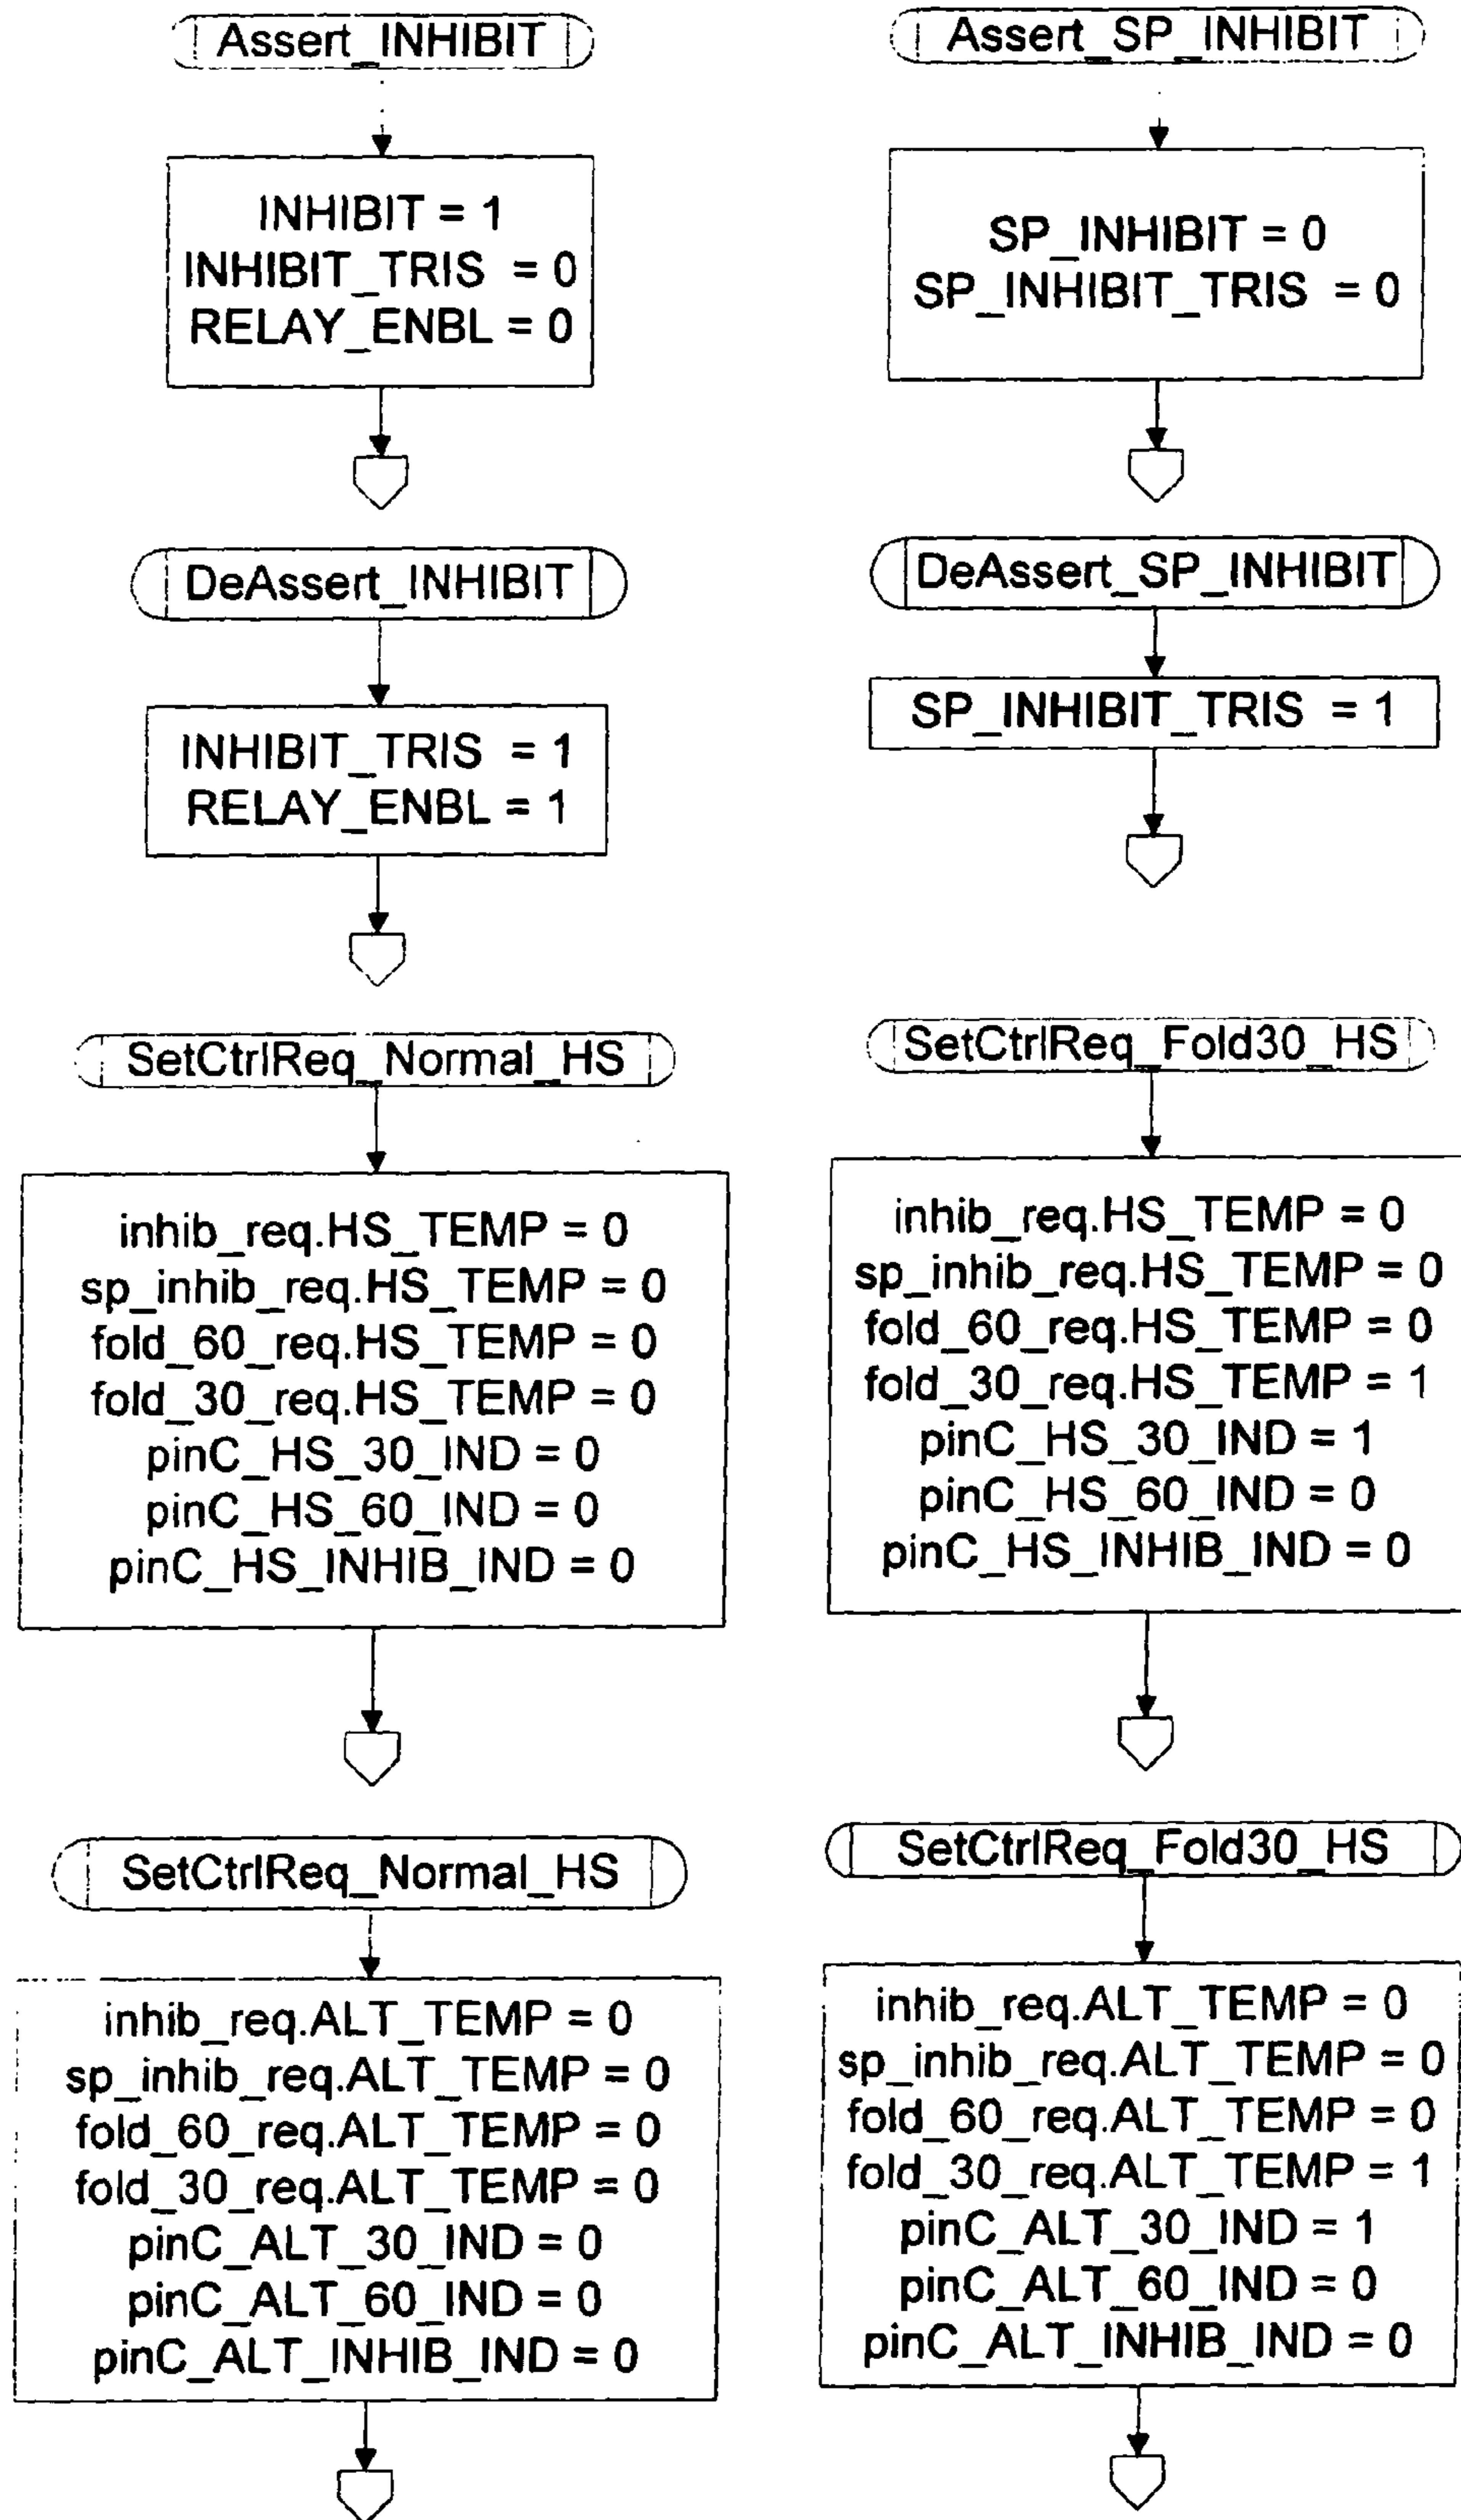 Assert_INHIBIT
INHIBIT = 1
INHIBIT_TRIS = 0
RELAY_ENBL = 0
Assert_SP_INHIBIT
SP_INHIBIT = 0
SP_INHIBIT_TRIS = 0
DeAssert_INHIBIT
INHIBIT_TRIS = 1
RELAY_ENBL = 1
DeAssert_SP_INHIBIT
SP_INHIBIT_TRIS = 1
SetCtrlReq_Normal_HS
inhib_req.HS_TEMP = 0
sp_inhib_req.HS_TEMP = 0
fold_60_req.HS_TEMP = 0
fold_30_req.HS_TEMP = 0
pinC_HS_30_IND = 0
pinC_HS_60_IND = 0
pinC_HS_INHIB_IND = 0
SetCtrlReq_Fold30_HS
inhib_req.HS_TEMP = 0
sp_inhib_req.HS_TEMP = 0
fold_60_req.HS_TEMP = 0
fold_30_req.HS_TEMP = 1
pinC_HS_30_IND = 1
pinC_HS_60_IND = 0
pinC_HS_INHIB_IND = 0
SetCtrlReq_Normal_HS
inhib_req.ALT_TEMP = 0
sp_inhib_req.ALT_TEMP = 0
fold_60_req.ALT_TEMP = 0
fold_30_req.ALT_TEMP = 0
pinC_ALT_30_IND = 0
pinC_ALT_60_IND = 0
pinC_ALT_INHIB_IND = 0
SetCtrlReq_Fold30_HS
inhib_req.ALT_TEMP = 0
sp_inhib_req.ALT_TEMP = 0
fold_60_req.ALT_TEMP = 0
fold_30_req.ALT_TEMP = 1
pinC_ALT_30_IND = 1
pinC_ALT_60_IND = 0
pinC_ALT_INHIB_IND = 0